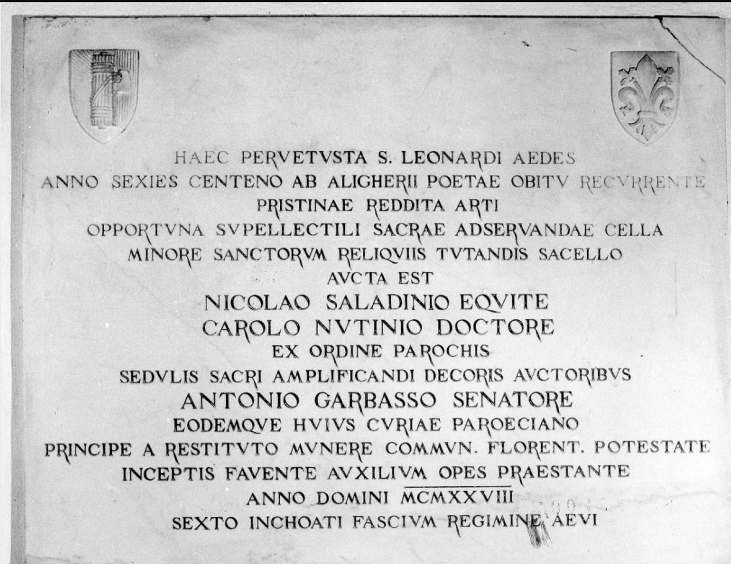 HAEC PERVETVSTA S. LEONARDI AEDES
ANNO SEXIES CENTENO AB ALIGHERII POETAE OBITV RECVRRENTE
PRISTINAE REDDITA ARTI
OPPORTVNA SVPELLECTILI SACRAE ADSERVANDAE CELLA
MINORE SANCTORVM RELIQVIIS TVTANDIS SACELLO
AVCTA EST
NICOLAO SALADINIO EQVITE
CAROLO NVTINIO DOCTORE
EX ORDINE PAROCHIS
SEDVLIS SACRI AMPLIFICANDI DECORIS AVCTORIBVS
ANTONIO GARBASSO SENATORE
EODEMQVE HVIVS CVRIAE PAROECIANO
PRINCIPE A RESTITVTO MVNERE COMMVN. FLORENT. POTESTATE
INCEPTIS FAVENTE AVXILIVM OPES PRAESTANTE
ANNO DOMINI MCMXXVIII
SEXTO INCHOATI FASCIVM REGIMINE AEVI